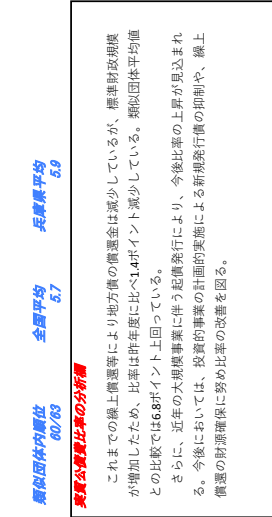 類似団体内順位 全国平均 兵庫県平均
60/63 5.7 5.9
実質公債費比率の分析欄
これまでの繰上償還等により地方債の償還金は減少しているが、標準財政規模
が増加したため、比率は昨年度に比べ1.4ポイント減少している。類似団体平均値
との比較では6.8ポイント上回っている。
さらに、近年の大規模事業に伴う起債発行により、今後比率の上昇が見込まれ
る。今後においては、投資的事業の計画的実施による新規発行債の抑制や、繰上
償還の財源確保に努め比率の改善を図る。